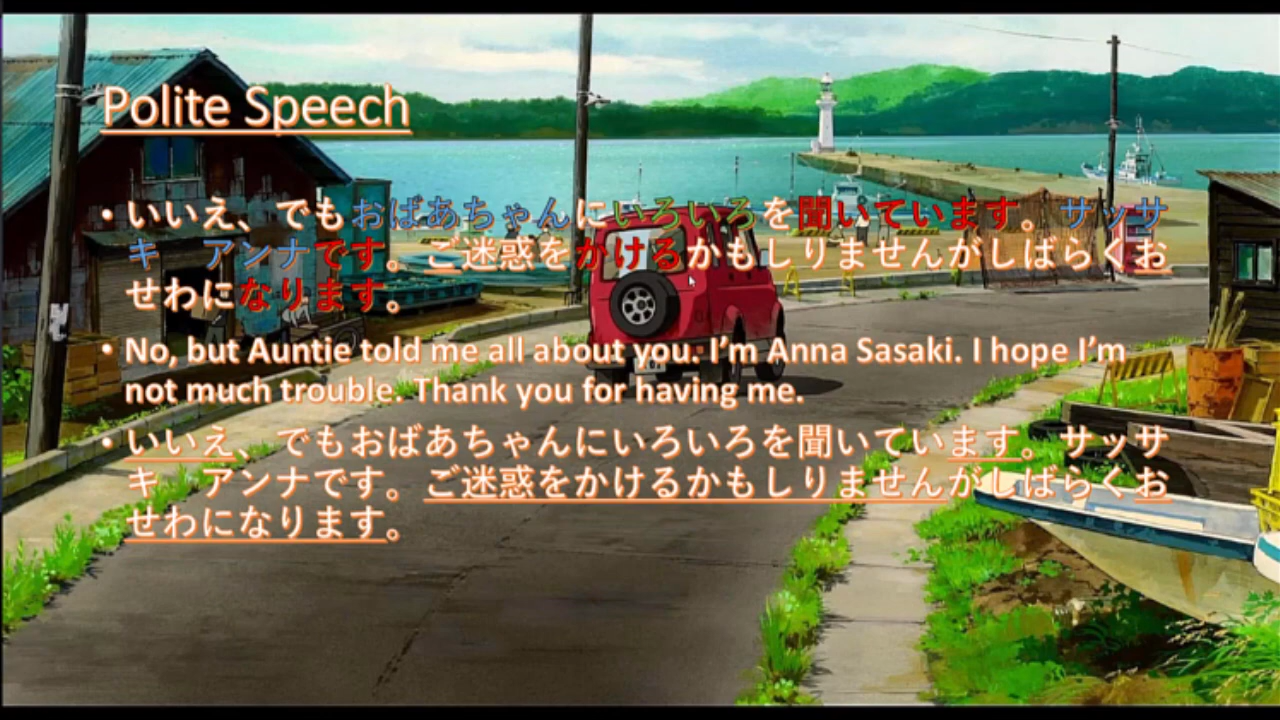 Polite Speech
• いいえ、でもおばあちゃんにいろいろを聞いています。サッサ
キ　アンナです。ご迷惑をかけるかもしりませんがしばらくお
せわになります。
• No, but Auntie told me all about you. I’m Anna Sasaki. I hope I’m
not much trouble. Thank you for having me.
• いいえ、でもおばあちゃんにいろいろを聞いています。サッサ
キ　アンナです。ご迷惑をかけるかもしりませんがしばらくお
せわになります。